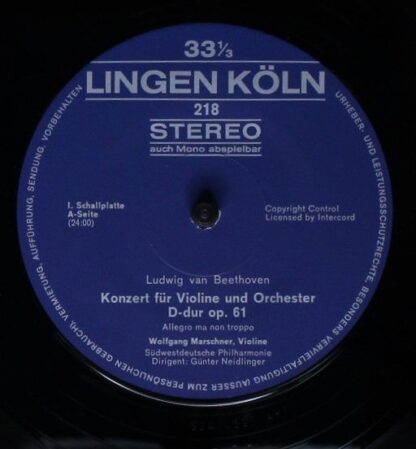 33⅓
LINGEN KÖLN
218
STEREO
auch Mono abspielbar
I. Schallplatte
A-Seite
(24:00)
Copyright Control
Licensed by Intercord
Ludwig van Beethoven
Konzert für Violine und Orchester
D-dur op. 61
Allegro ma non troppo
Wolfgang Marschner, Violine
Südwestdeutsche Philharmonie
Dirigent: Günter Neidlinger
URHEBER- UND LEISTUNGSSCHUTZRECHTE, BESONDERS VERVIELFÄLTIGUNG (AUSSER ZUM PERSÖNLICHEN GEBRAUCH), VERMIETUNG, AUFFÜHRUNG, SENDUNG, VORBEHALTEN